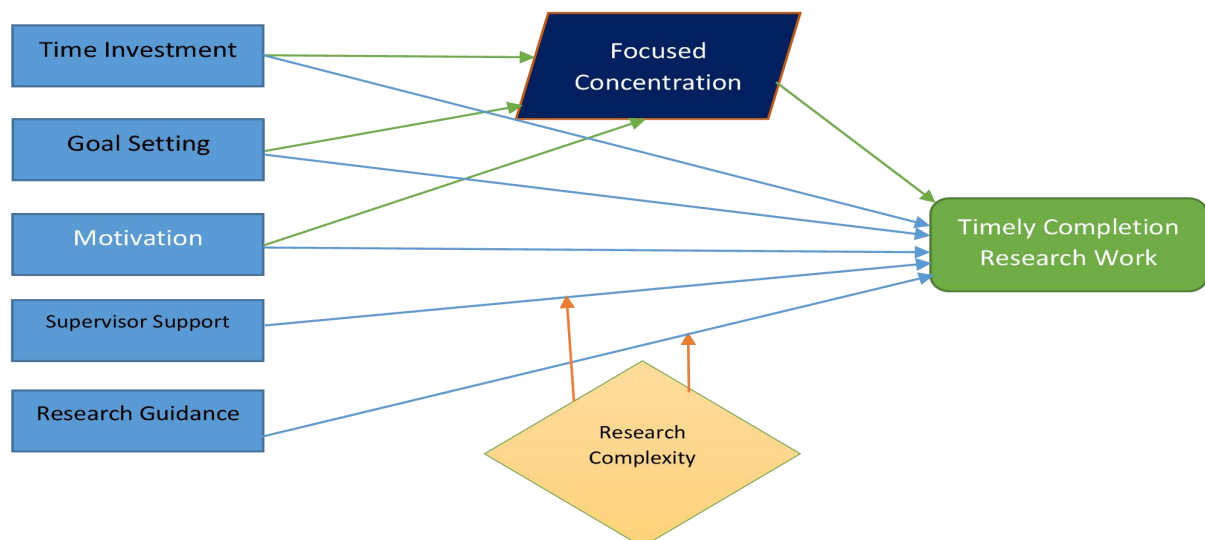 Time Investment
Focused
Concentration
Goal Setting
Motivation
Timely Completion
Research Work
Supervisor Support
Research Guidance
Research
Complexity